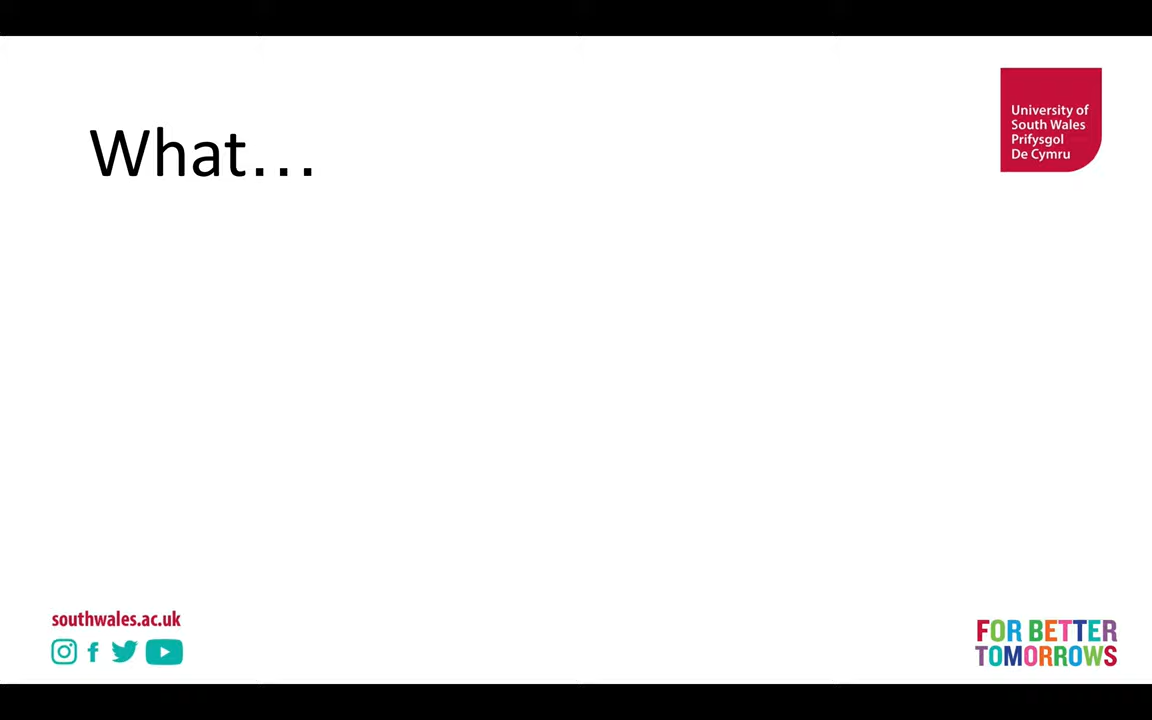 What…
University of
South Wales
Prifysgol
De Cymru
southwales.ac.uk
FOR BETTER
TOMORROWS